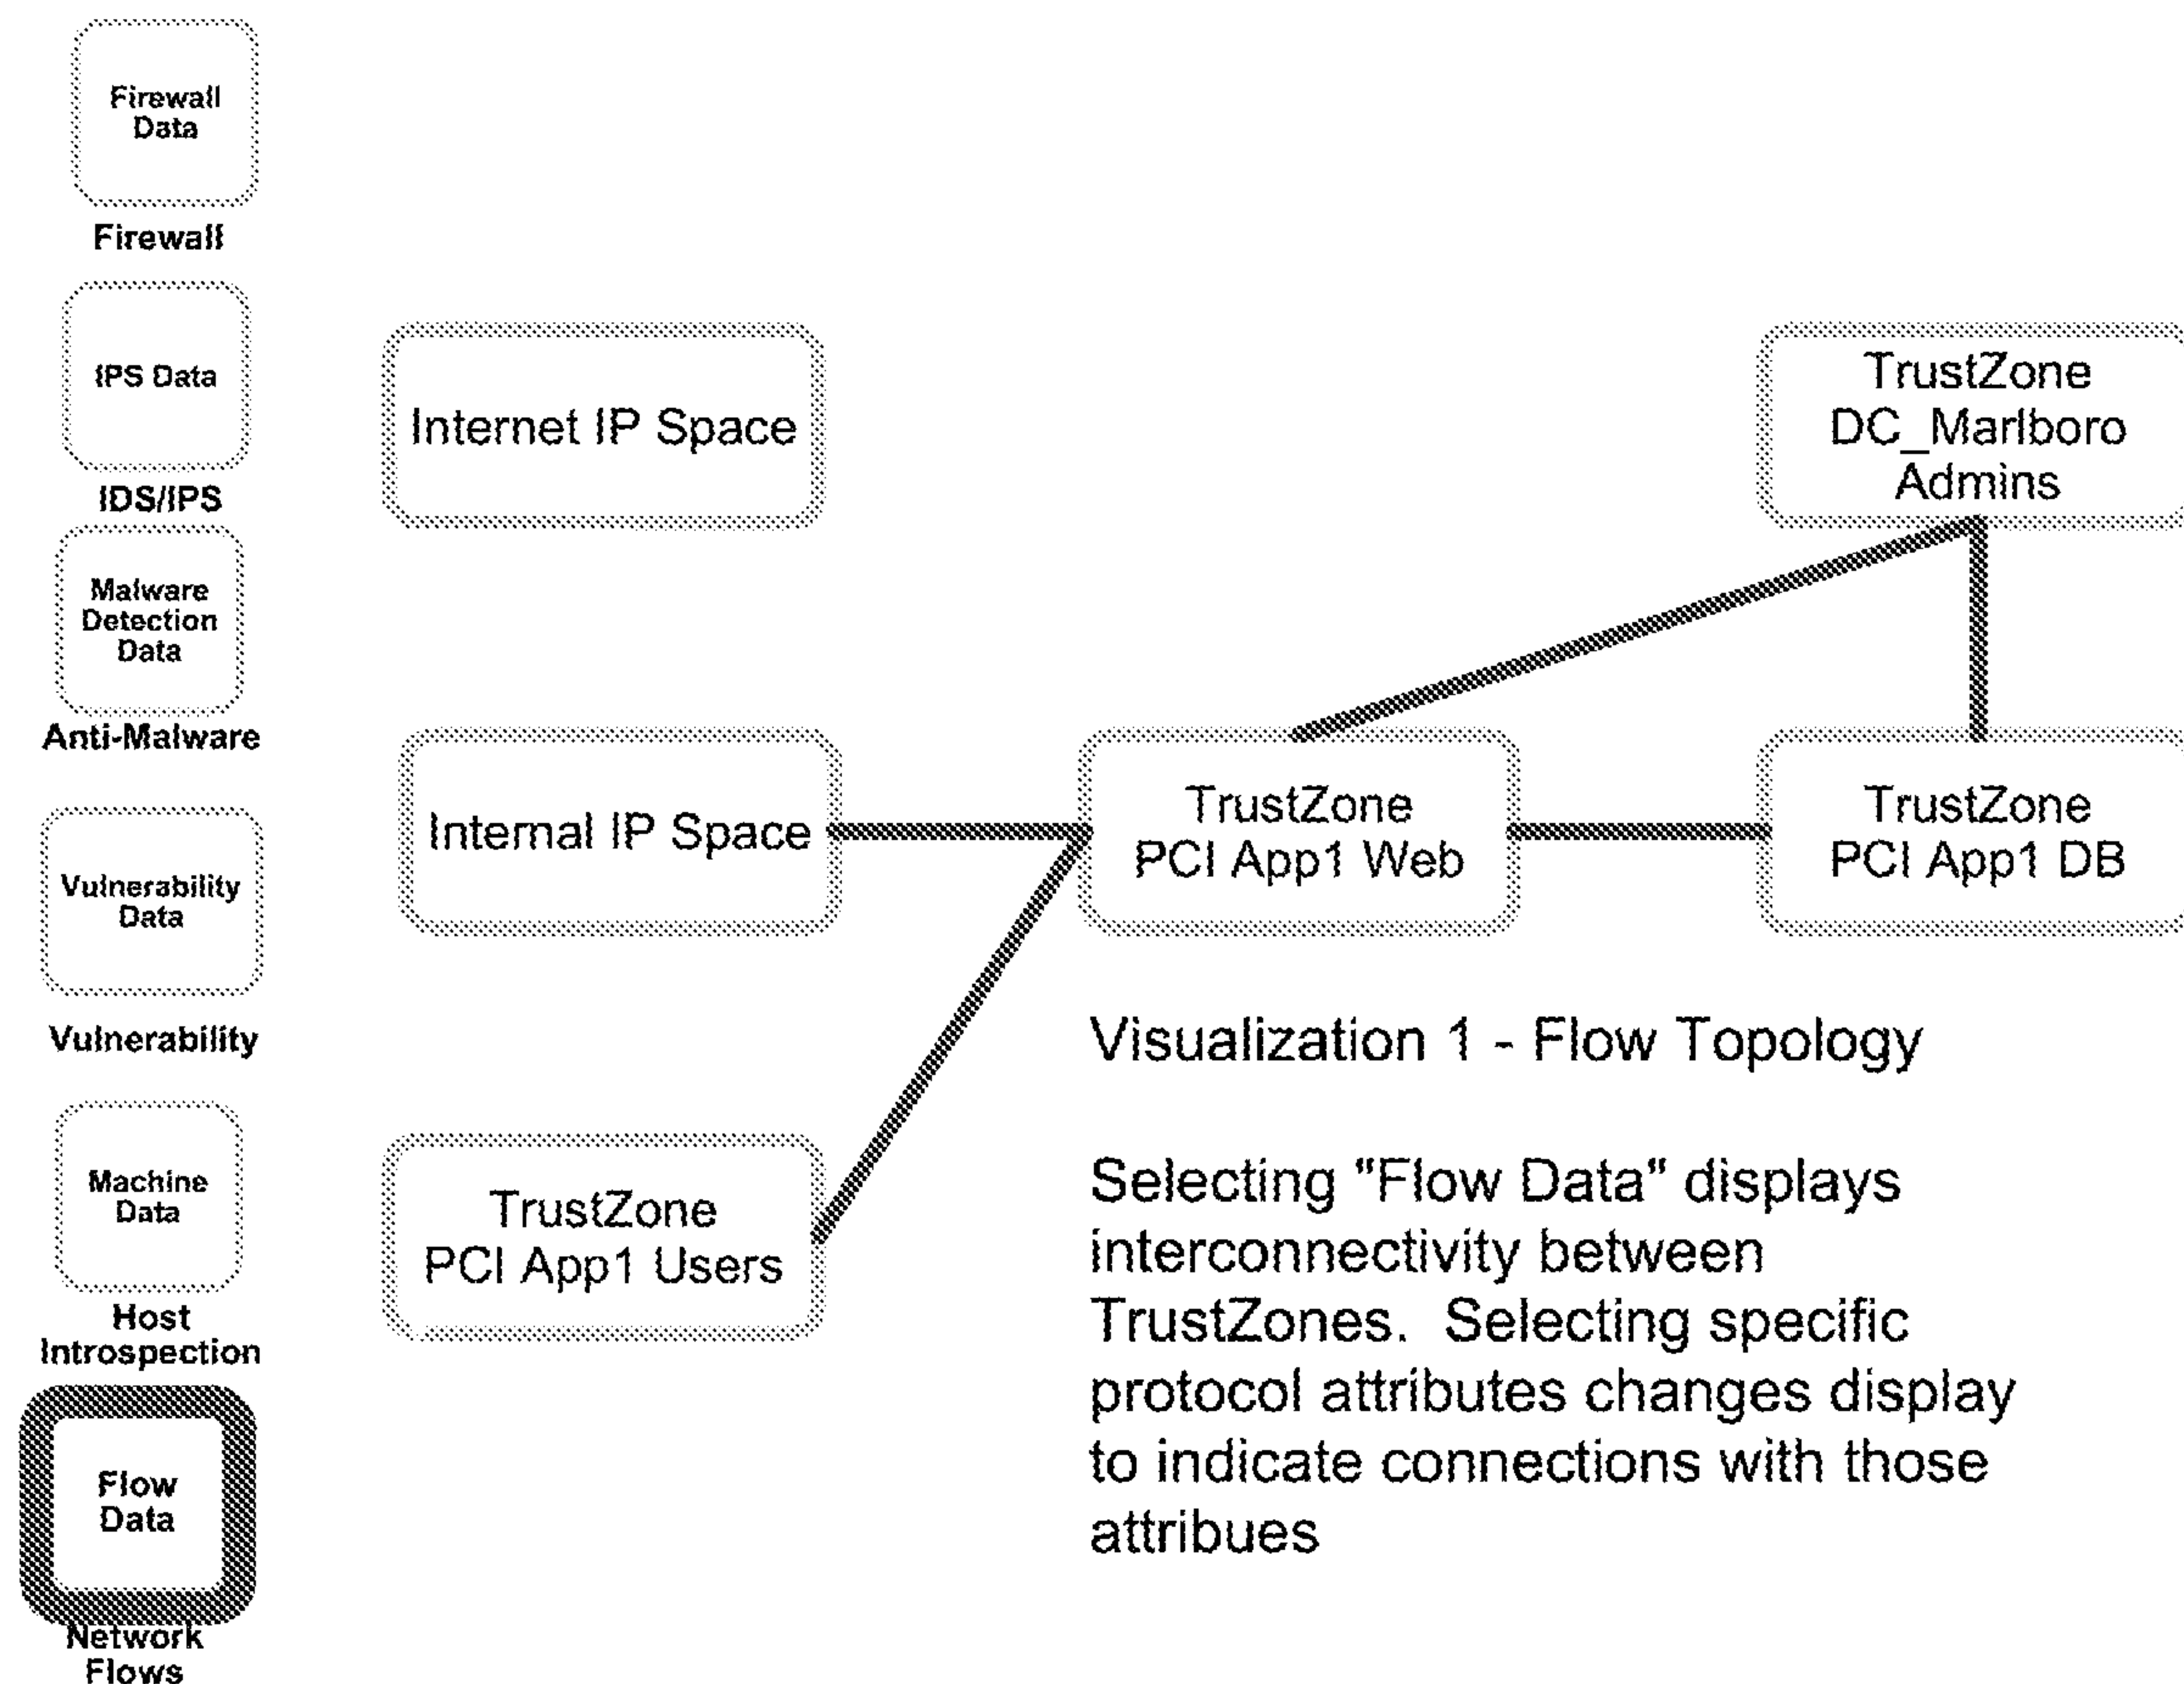 Firewall
Data
Firewall
IPS Data
IDS/IPS
Malware
Detection
Data
Anti-Malware
Vulnerability
Data
Vulnerability
Machine
Data
Host
Introspection
Flow
Data
Network
Flows
Internet IP Space
TrustZone
DC_Marlboro
Admins
Internal IP Space
TrustZone
PCI App1 Web
TrustZone
PCI App1 DB
TrustZone
PCI App1 Users
Visualization 1 - Flow Topology
Selecting "Flow Data" displays
interconnectivity between
TrustZones.  Selecting specific
protocol attributes changes display
to indicate connections with those
attribues